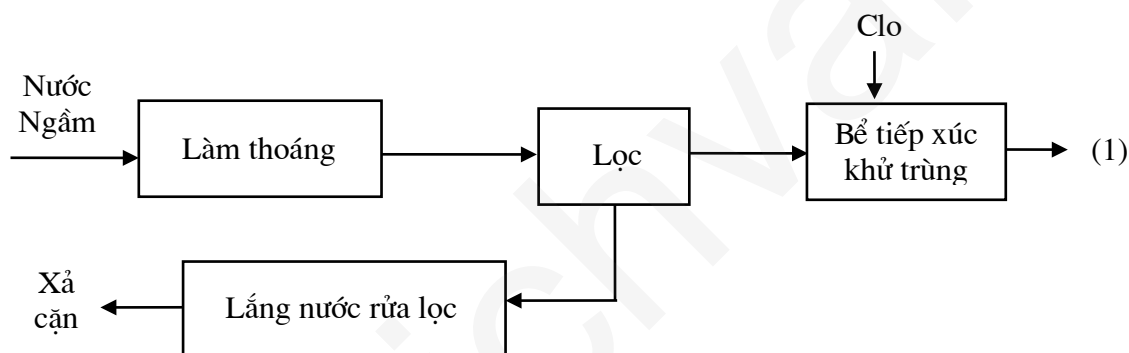 Clo
Nước
Ngầm
Làm thoáng
Lọc
Bể tiếp xúc
khử trùng
(1)
Xả
cặn
Lắng nước rửa lọc